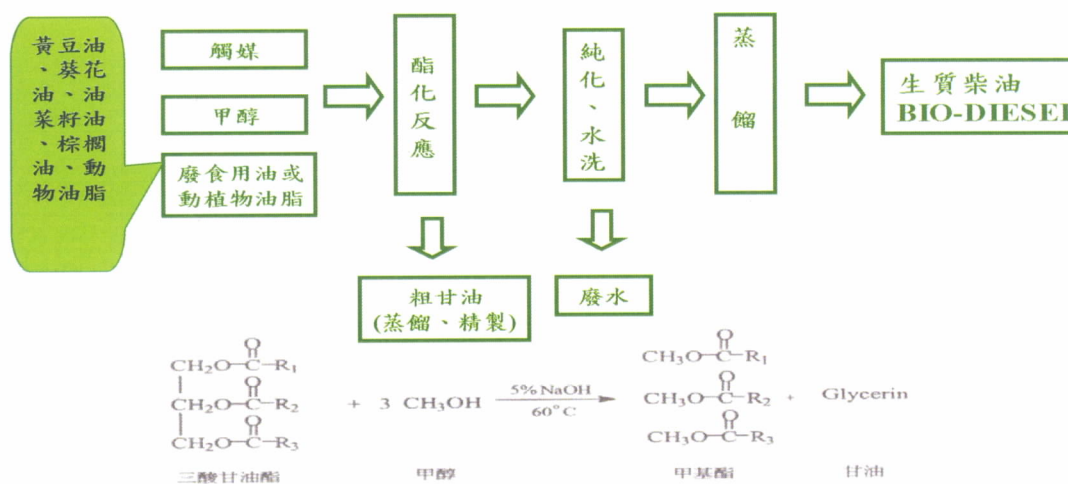 黃豆油
、葵花
油、油
菜籽油
、棕櫚
油、動
物油脂
觸媒
甲醇
廢食用油或
動植物油脂
酯化反應
純化、水洗
蒸餾
生質柴油
BIO-DIESEL
粗甘油
(蒸餾、精製)
廢水
O
CH₂O—C—R₁
O
CH₂O—C—R₂
O
CH₂O—C—R₃
+ 3 CH₃OH
5% NaOH
60°C
O
CH₃O—C—R₁
O
CH₃O—C—R₂
O
CH₃O—C—R₃
+ Glycerin
三酸甘油酯
甲醇
甲基酯
甘油